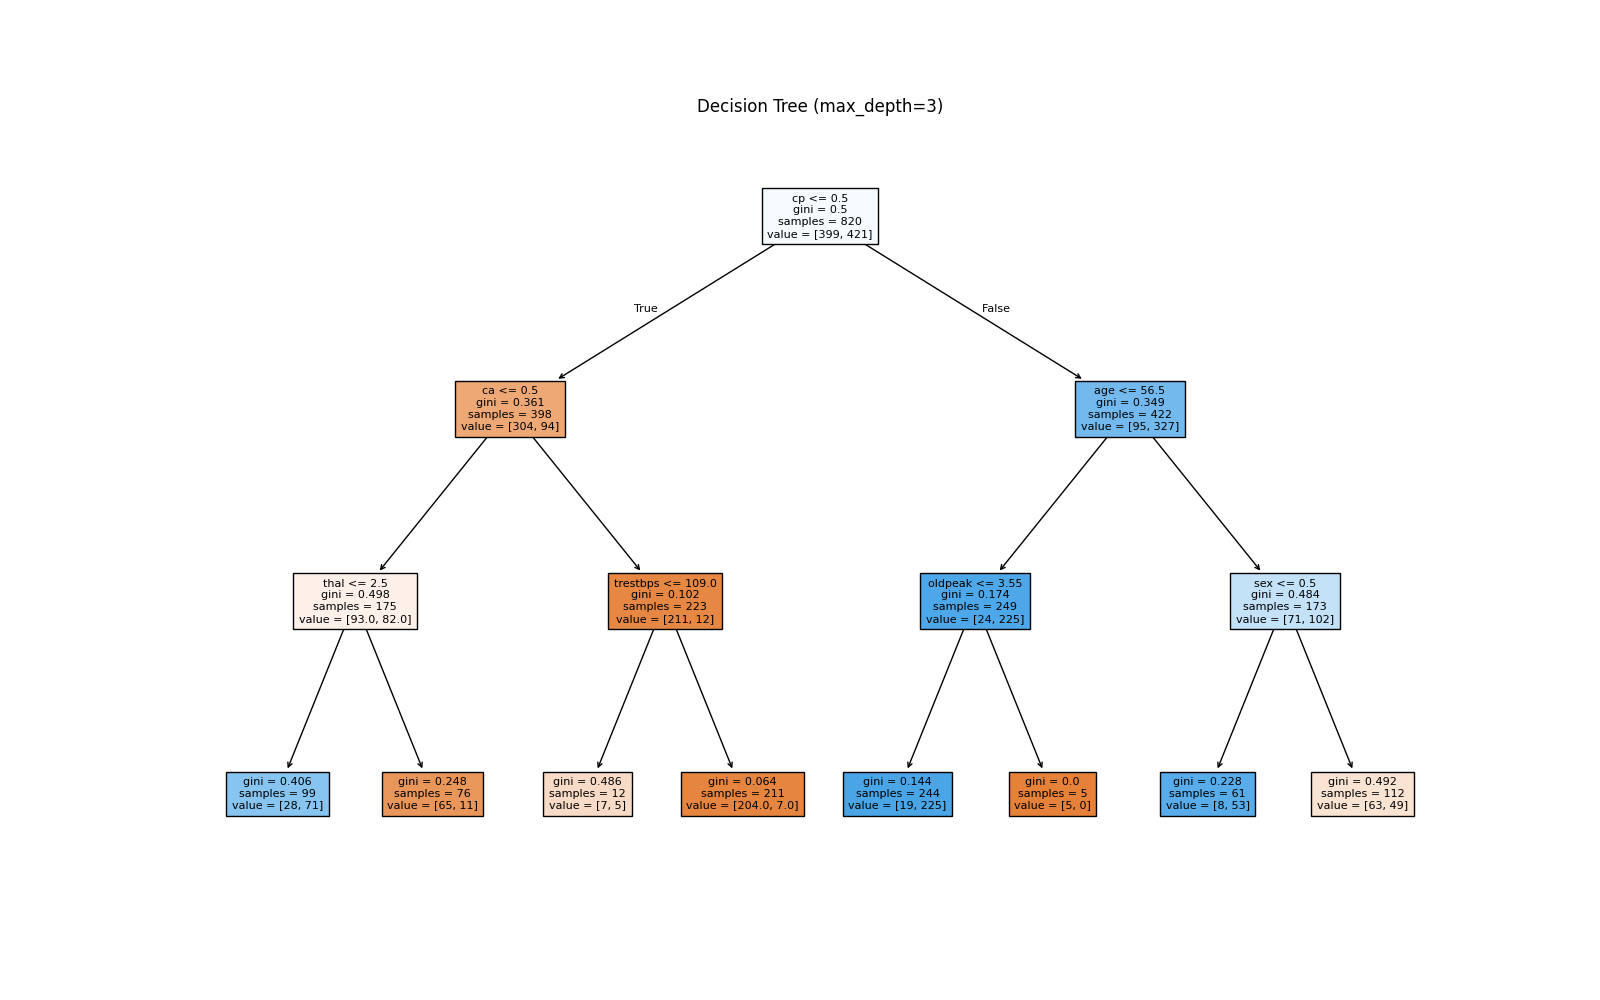 Decision Tree (max_depth=3)
cp <= 0.5
gini = 0.5
samples = 820
value = [399, 421]
True
False
ca <= 0.5
gini = 0.361
samples = 398
value = [304, 94]
age <= 56.5
gini = 0.349
samples = 422
value = [95, 327]
thal <= 2.5
gini = 0.498
samples = 175
value = [93.0, 82.0]
trestbps <= 109.0
gini = 0.102
samples = 223
value = [211, 12]
oldpeak <= 3.55
gini = 0.174
samples = 249
value = [24, 225]
sex <= 0.5
gini = 0.484
samples = 173
value = [71, 102]
gini = 0.406
samples = 99
value = [28, 71]
gini = 0.248
samples = 76
value = [65, 11]
gini = 0.486
samples = 12
value = [7, 5]
gini = 0.064
samples = 211
value = [204.0, 7.0]
gini = 0.144
samples = 244
value = [19, 225]
gini = 0.0
samples = 5
value = [5, 0]
gini = 0.228
samples = 61
value = [8, 53]
gini = 0.492
samples = 112
value = [63, 49]